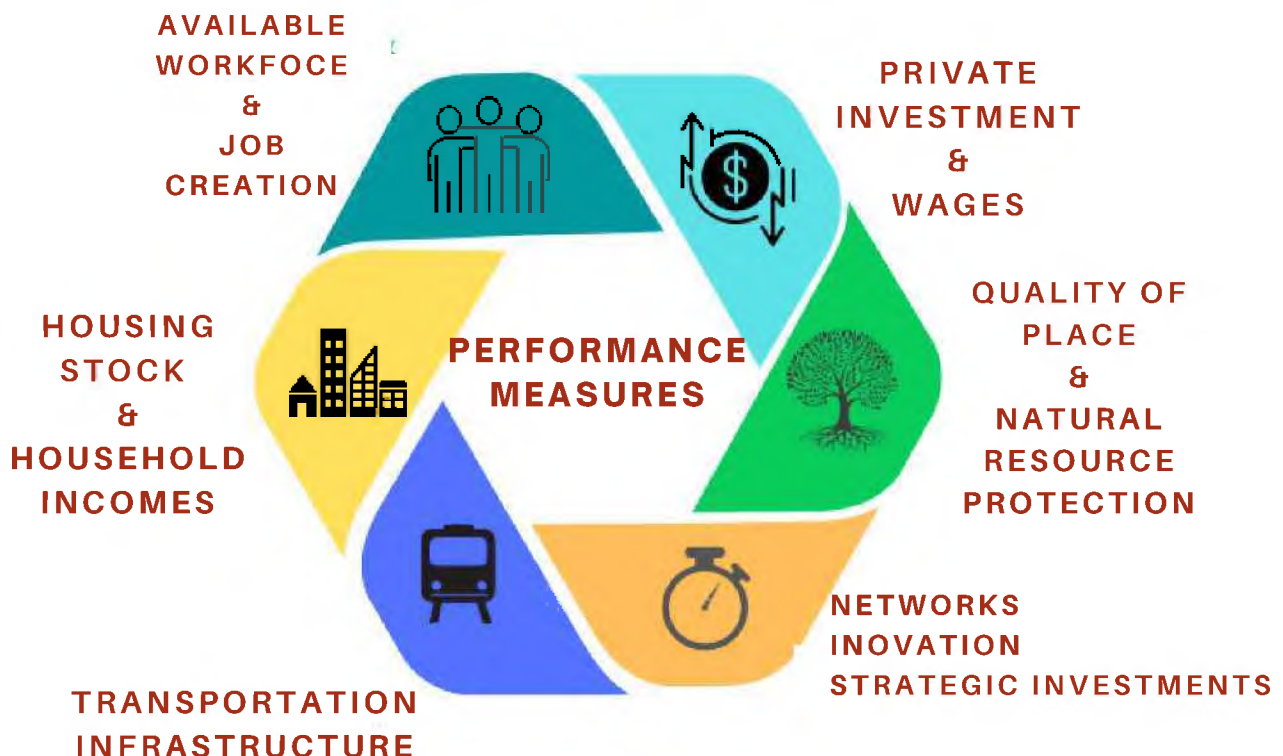 AVAILABLE
WORKFOCE
&
JOB
CREATION
PRIVATE
INVESTMENT
&
WAGES
QUALITY OF
PLACE
&
NATURAL
RESOURCE
PROTECTION
NETWORKS
INOVATION
STRATEGIC INVESTMENTS
TRANSPORTATION
INFRASTRUCTURE
HOUSING
STOCK
&
HOUSEHOLD
INCOMES
PERFORMANCE
MEASURES
$